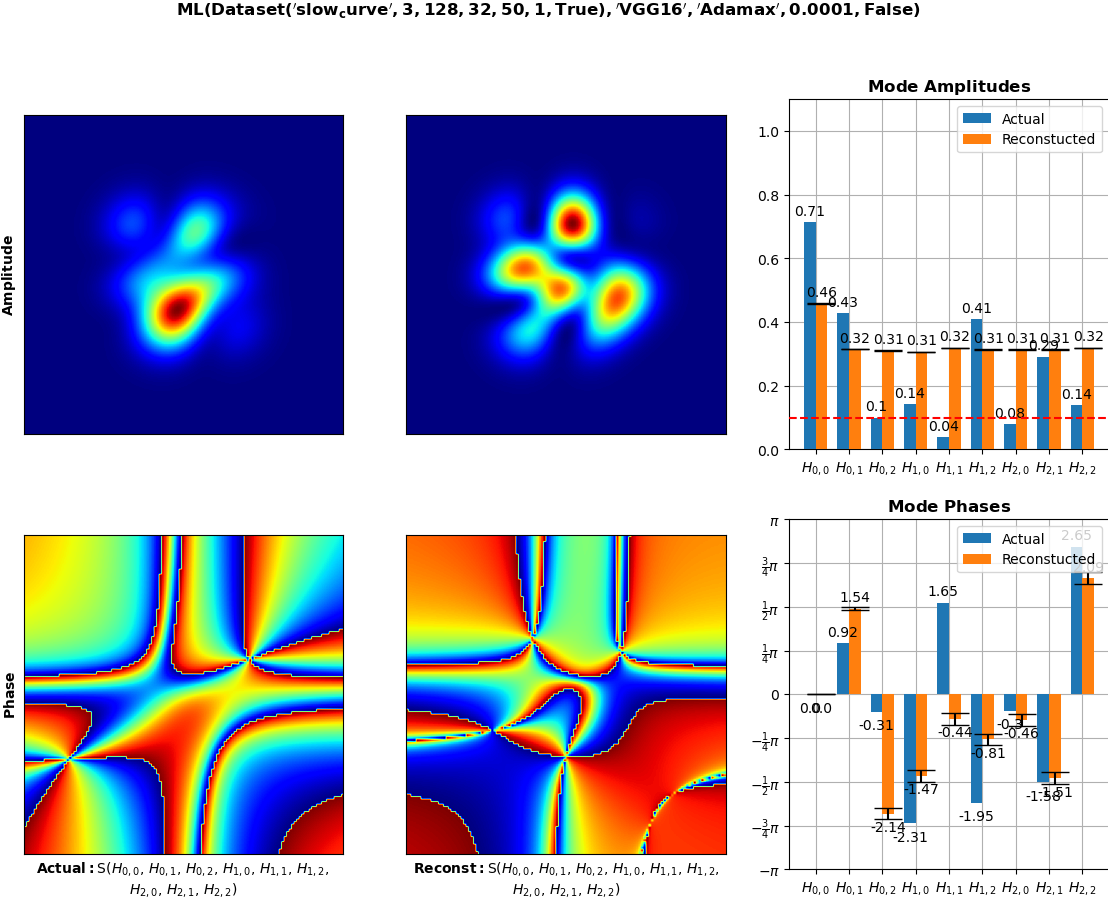 ML(Dataset('slow_curve', 3, 128, 32, 50, 1, True), 'VGG16', 'Adamax', 0.0001, False)
Amplitude
Mode Amplitudes
Actual
Reconstucted
1.0
0.8
0.6
0.4
0.2
0.0
0.71
0.46
0.43
0.32
0.1
0.31
0.14
0.31
0.04
0.32
0.41
0.31
0.08
0.31
0.29
0.31
0.14
0.32
H0,0 H0,1 H0,2 H1,0 H1,1 H1,2 H2,0 H2,1 H2,2
Phase
Actual: S(H0,0, H0,1, H0,2, H1,0, H1,1, H1,2,
H2,0, H2,1, H2,2)
Reconst: S(H0,0, H0,1, H0,2, H1,0, H1,1, H1,2,
H2,0, H2,1, H2,2)
Mode Phases
Actual
Reconstucted
π
3/4π
1/2π
1/4π
0
−1/4π
−1/2π
−3/4π
−π
0.0
0.0
0.92
1.54
-0.31
-2.14
-2.31
-1.47
1.65
-0.44
-1.95
-0.81
-0.3
-0.46
-1.51
2.65
H0,0 H0,1 H0,2 H1,0 H1,1 H1,2 H2,0 H2,1 H2,2